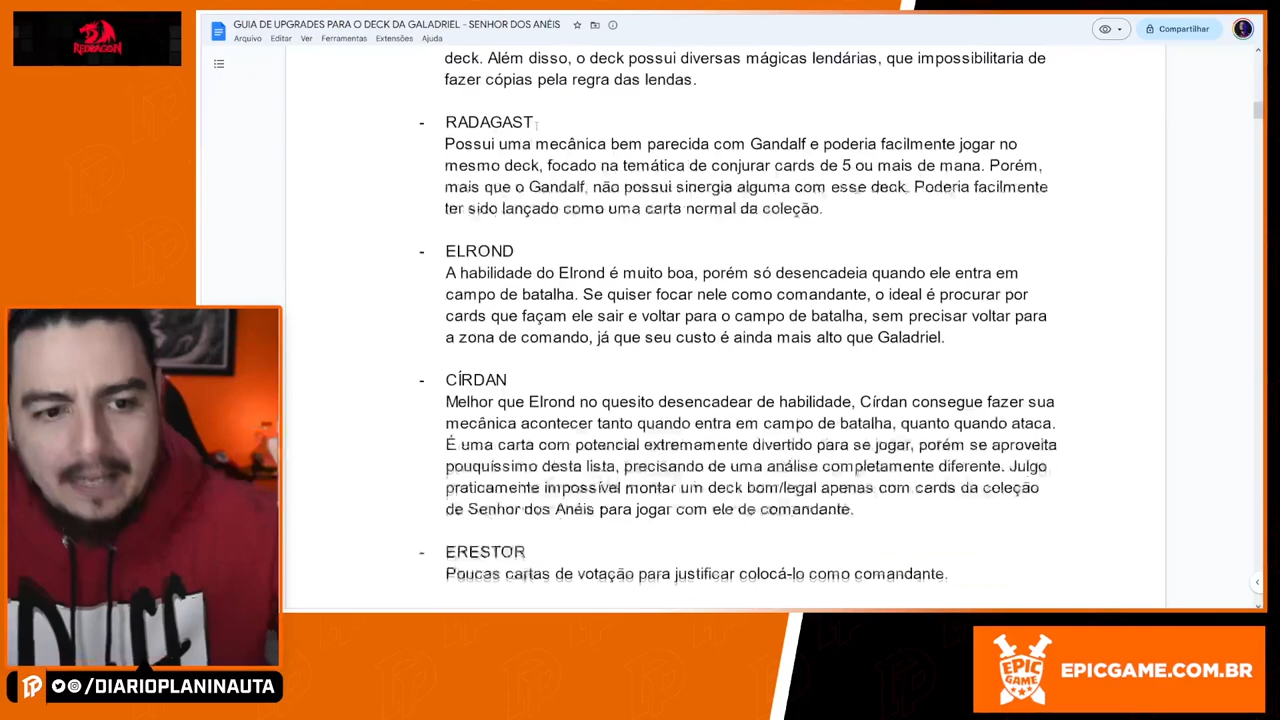 REDRAGON
GUIA DE UPGRADES PARA O DECK DA GALADRIEL - SENHOR DOS ANÉIS
Arquivo Editar Ver Ferramentas Extensões Ajuda
Compartilhar
deck. Além disso, o deck possui diversas mágicas lendárias, que impossibilitaria de
fazer cópias pela regra das lendas.
- RADAGAST
Possui uma mecânica bem parecida com Gandalf e poderia facilmente jogar no
mesmo deck, focado na temática de conjurar cards de 5 ou mais de mana. Porém,
mais que o Gandalf, não possui sinergia alguma com esse deck. Poderia facilmente
ter sido lançado como uma carta normal da coleção.
- ELROND
A habilidade do Elrond é muito boa, porém só desencadeia quando ele entra em
campo de batalha. Se quiser focar nele como comandante, o ideal é procurar por
cards que façam ele sair e voltar para o campo de batalha, sem precisar voltar para
a zona de comando, já que seu custo é ainda mais alto que Galadriel.
- CÍRDAN
Melhor que Elrond no quesito desencadear de habilidade, Círdan consegue fazer sua
mecânica acontecer tanto quando entra em campo de batalha, quanto quando ataca.
É uma carta com potencial extremamente divertido para se jogar, porém se aproveita
pouquíssimo desta lista, precisando de uma análise completamente diferente. Julgo
praticamente impossível montar um deck bom/legal apenas com cards da coleção
de Senhor dos Anéis para jogar com ele de comandante.
- ERESTOR
Poucas cartas de votação para justificar colocá-lo como comandante.
/DIARIOPLANINAUTA
EPIC
GAME
EPICGAME.COM.BR